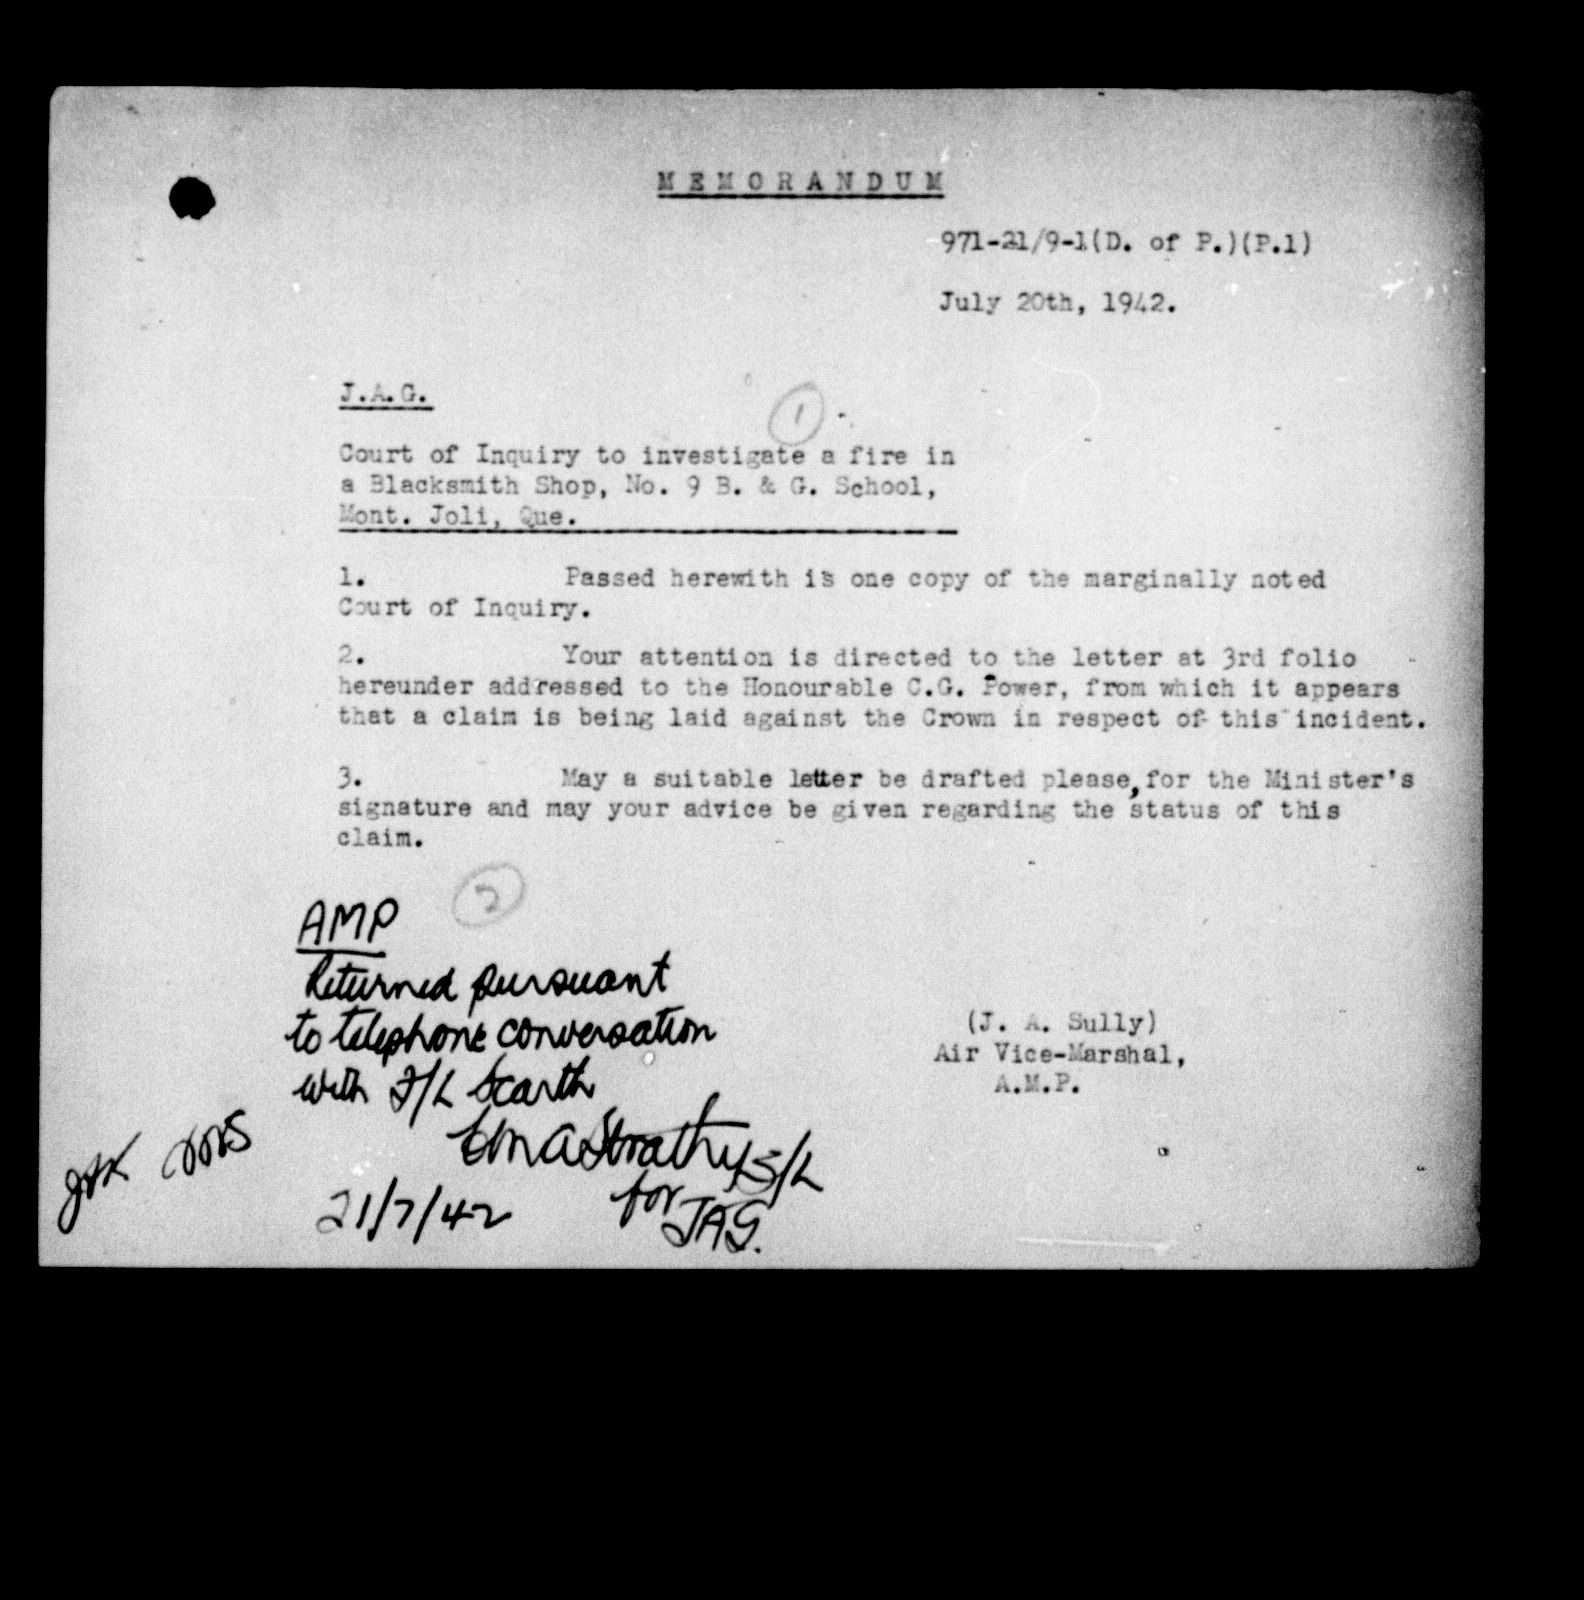 MEMORANDUM
971-21/9-1(D. of P.)(P.1)
July 20th, 1942.
J.A.G.
1
Court of Inquiry to investigate a fire in
a Blacksmith Shop, No. 9 B. & G. School,
Mont. Joli, Que.
1. Passed herewith is one copy of the marginally noted
Court of Inquiry.
2. Your attention is directed to the letter at 3rd folio
hereunder addressed to the Honourable C.G. Power, from which it appears
that a claim is being laid against the Crown in respect of this incident.
3. May a suitable letter be drafted please, for the Minister's
signature and may your advice be given regarding the status of this
claim.
2
AMP
Returned pursuant
to telephone conversation
with F/L Scarth
Strathy S/L
for JAG.
21/7/42
(J. A. Sully)
Air Vice-Marshal,
A.M.P.